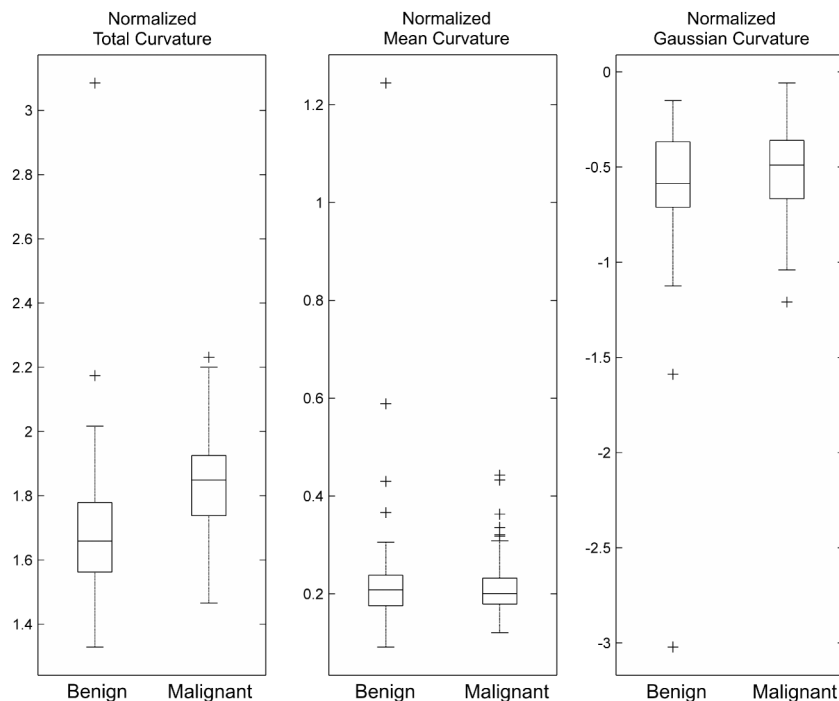 Normalized
Total Curvature
3
2.8
2.6
2.4
2.2
2
1.8
1.6
1.4
Benign
Malignant
Normalized
Mean Curvature
1.2
1
0.8
0.6
0.4
0.2
Benign
Malignant
Normalized
Gaussian Curvature
0
-0.5
-1
-1.5
-2
-2.5
-3
Benign
Malignant